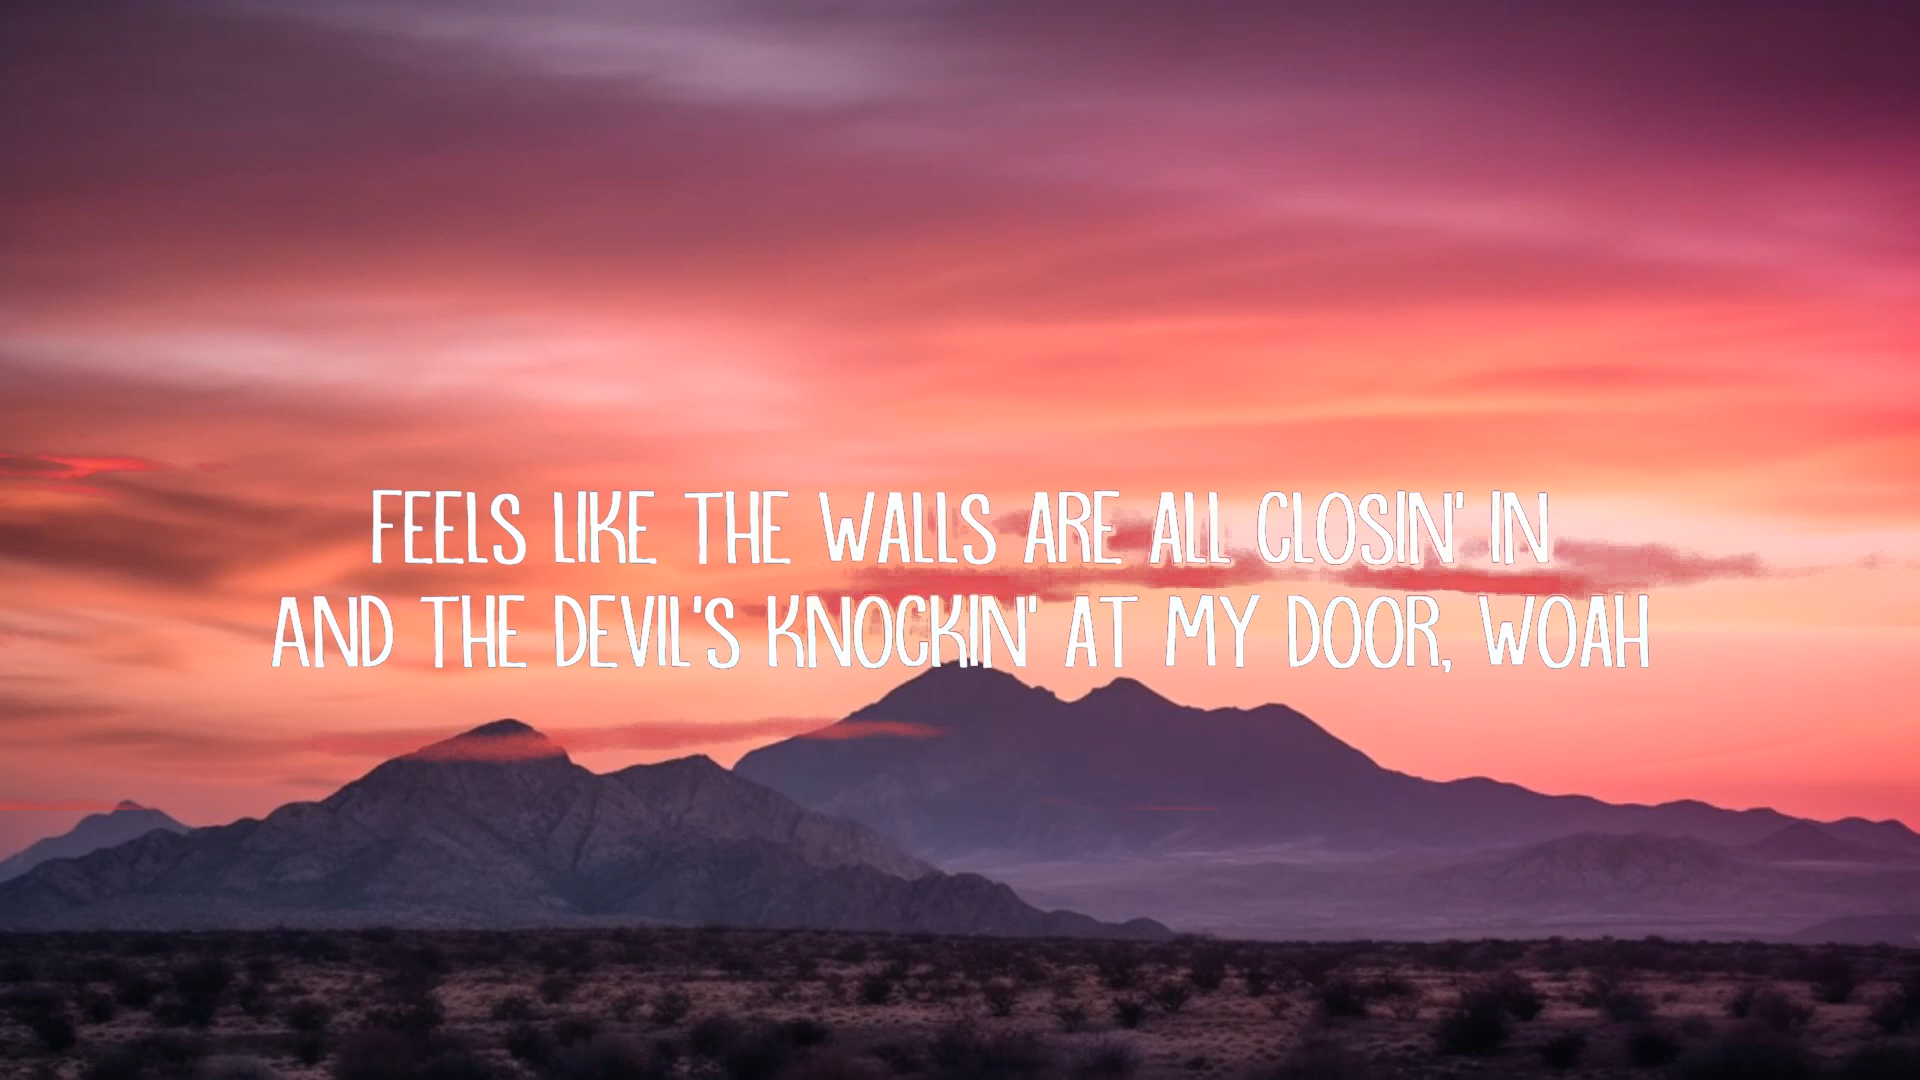 FEELS LIKE THE WALLS ARE ALL CLOSIN' IN
AND THE DEVIL'S KNOCKIN' AT MY DOOR, WOAH